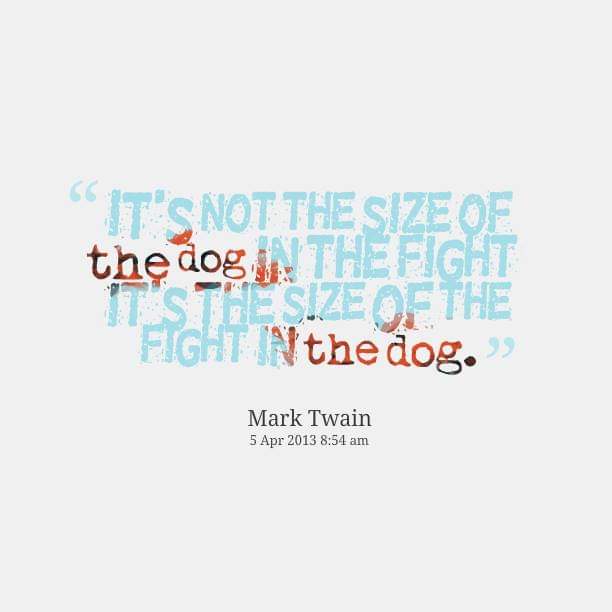 “IT'S NOT THE SIZE OF
the dog IN THE FIGHT
IT'S THE SIZE OF THE
FIGHT IN the dog.”
Mark Twain
5 Apr 2013 8:54 am